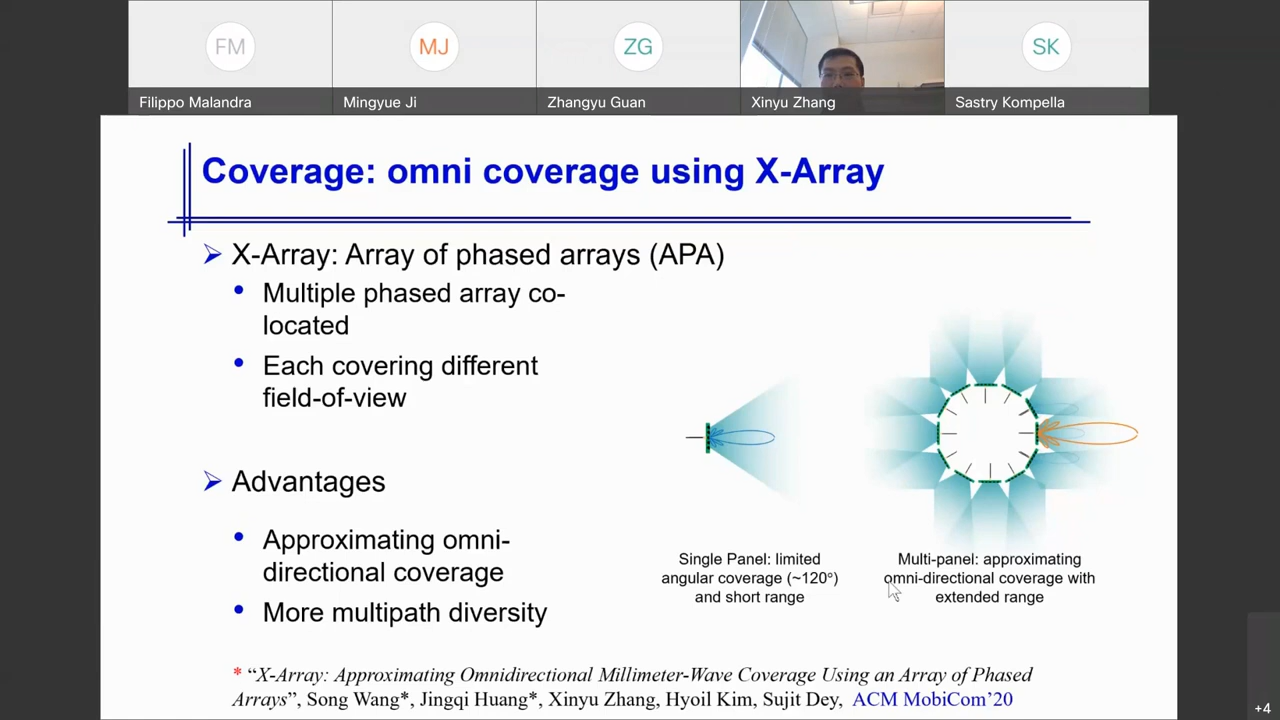 FM
MJ
ZG
SK
Filippo Malandra
Mingyue Ji
Zhangyu Guan
Xinyu Zhang
Sastry Kompella
Coverage: omni coverage using X-Array
X-Array: Array of phased arrays (APA)
Multiple phased array co-
located
Each covering different
field-of-view
Advantages
Approximating omni-
directional coverage
More multipath diversity
Single Panel: limited
angular coverage (~120°)
and short range
Multi-panel: approximating
omni-directional coverage with
extended range
* “X-Array: Approximating Omnidirectional Millimeter-Wave Coverage Using an Array of Phased
Arrays”, Song Wang*, Jingqi Huang*, Xinyu Zhang, Hyoil Kim, Sujit Dey, ACM MobiCom’20
+4